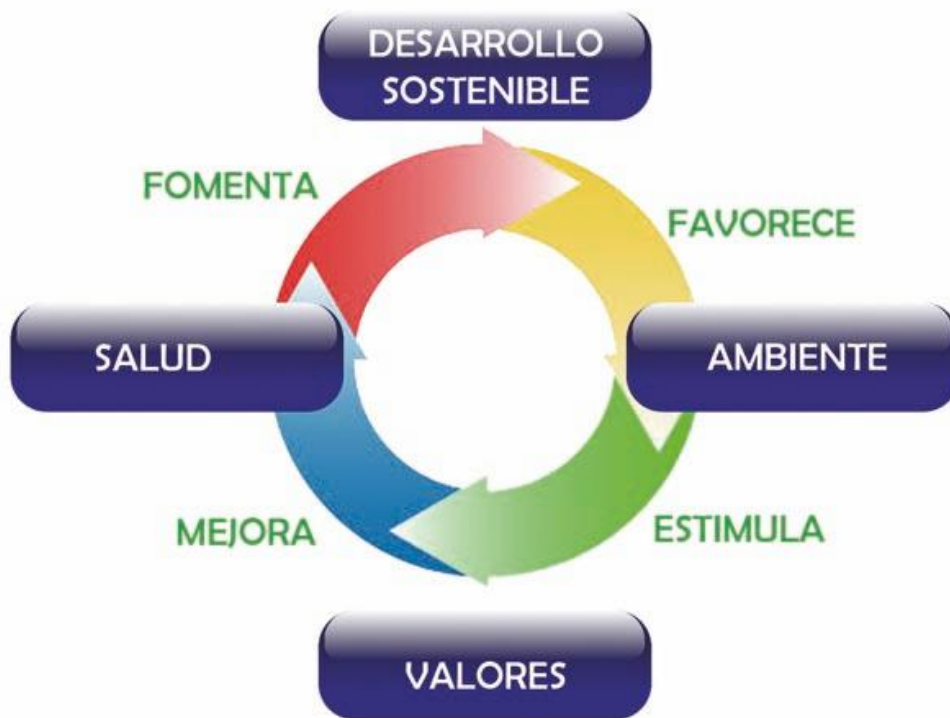 DESARROLLO
SOSTENIBLE
FOMENTA
FAVORECE
SALUD
AMBIENTE
MEJORA
ESTIMULA
VALORES